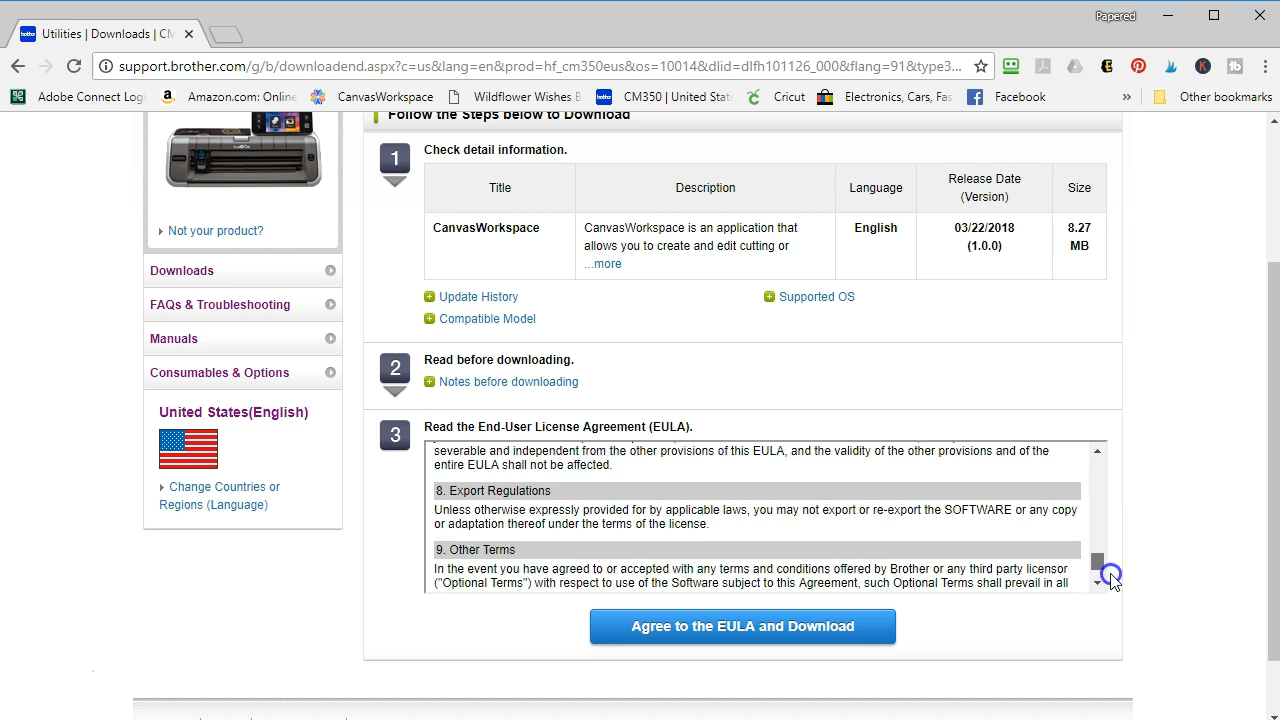 Papered
Utilities | Downloads | CM
support.brother.com/g/b/downloadend.aspx?c=us&lang=en&prod=hf_cm350eus&os=10014&dlid=dlfh101126_000&flang=91&type3...
Adobe Connect Log
Amazon.com: Online
CanvasWorkspace
Wildflower Wishes B
CM350 | United State
Cricut
Electronics, Cars, Fas
Facebook
»
Other bookmarks
Follow the Steps below to Download
1
Check detail information.
Title
Description
Language
Release Date
(Version)
Size
CanvasWorkspace
CanvasWorkspace is an application that
allows you to create and edit cutting or
...more
English
03/22/2018
(1.0.0)
8.27
MB
Update History
Supported OS
Compatible Model
2
Read before downloading.
Notes before downloading
3
Read the End-User License Agreement (EULA).
severable and independent from the other provisions of this EULA, and the validity of the other provisions and of the
entire EULA shall not be affected.
8. Export Regulations
Unless otherwise expressly provided for by applicable laws, you may not export or re-export the SOFTWARE or any copy
or adaptation thereof under the terms of the license.
9. Other Terms
In the event you have agreed to or accepted with any terms and conditions offered by Brother or any third party licensor
("Optional Terms") with respect to use of the Software subject to this Agreement, such Optional Terms shall prevail in all
Agree to the EULA and Download
Not your product?
Downloads
FAQs & Troubleshooting
Manuals
Consumables & Options
United States(English)
Change Countries or
Regions (Language)